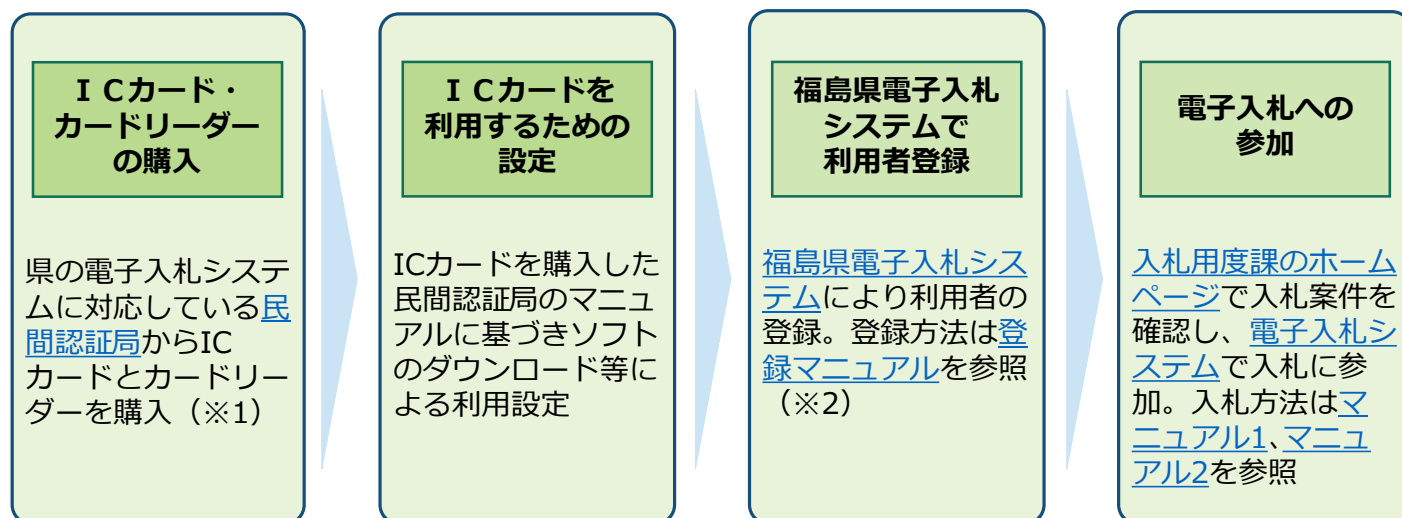 ＩＣカード・
カードリーダー
の購入
県の電子入札システ
ムに対応している民
間認証局からIC
カードとカードリー
ダーを購入（※1）
ＩＣカードを
利用するための
設定
ICカードを購入した
民間認証局のマニュ
アルに基づきソフト
のダウンロード等に
よる利用設定
福島県電子入札
システムで
利用者登録
福島県電子入札シス
テムにより利用者の
登録。登録方法は登
録マニュアルを参照
（※2）
電子入札への
参加
入札用度課のホーム
ページで入札案件を
確認し、電子入札シ
ステムで入札に参
加。入札方法はマ
ニュアル1、マニュ
アル2を参照